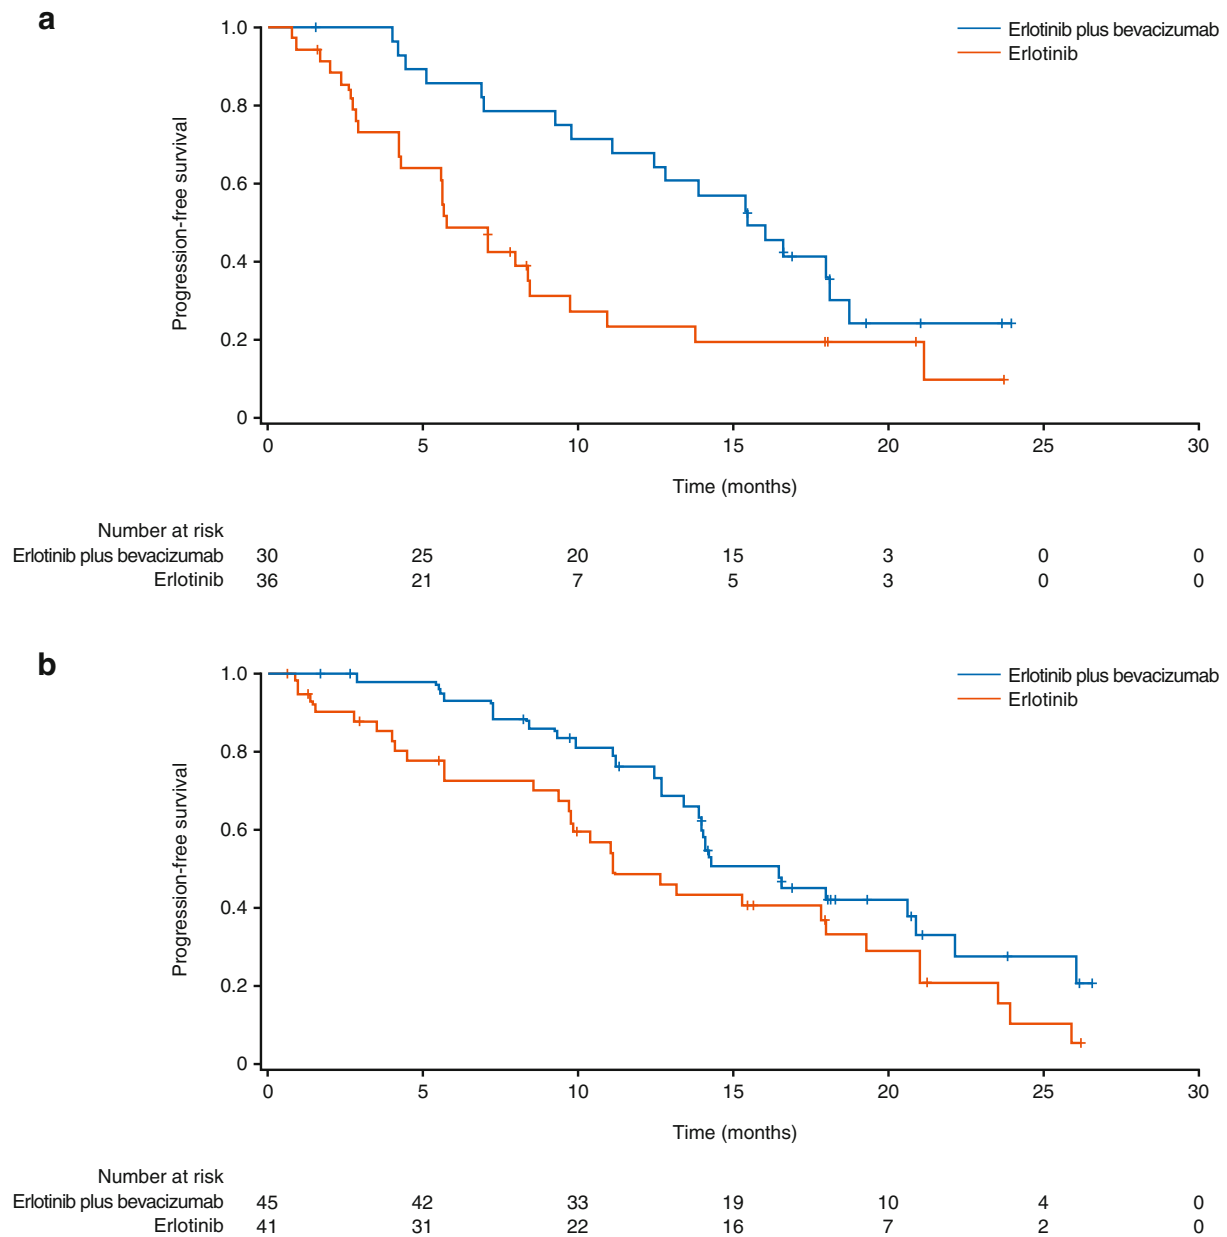 a
Erlotinib plus bevacizumab
Erlotinib
Progression-free survival
1.0
0.8
0.6
0.4
0.2
0
0 5 10 15 20 25 30
Time (months)
Number at risk
Erlotinib plus bevacizumab 30 25 20 15 3 0 0
Erlotinib 36 21 7 5 3 0 0
b
Erlotinib plus bevacizumab
Erlotinib
Progression-free survival
1.0
0.8
0.6
0.4
0.2
0
0 5 10 15 20 25 30
Time (months)
Number at risk
Erlotinib plus bevacizumab 45 42 33 19 10 4 0
Erlotinib 41 31 22 16 7 2 0